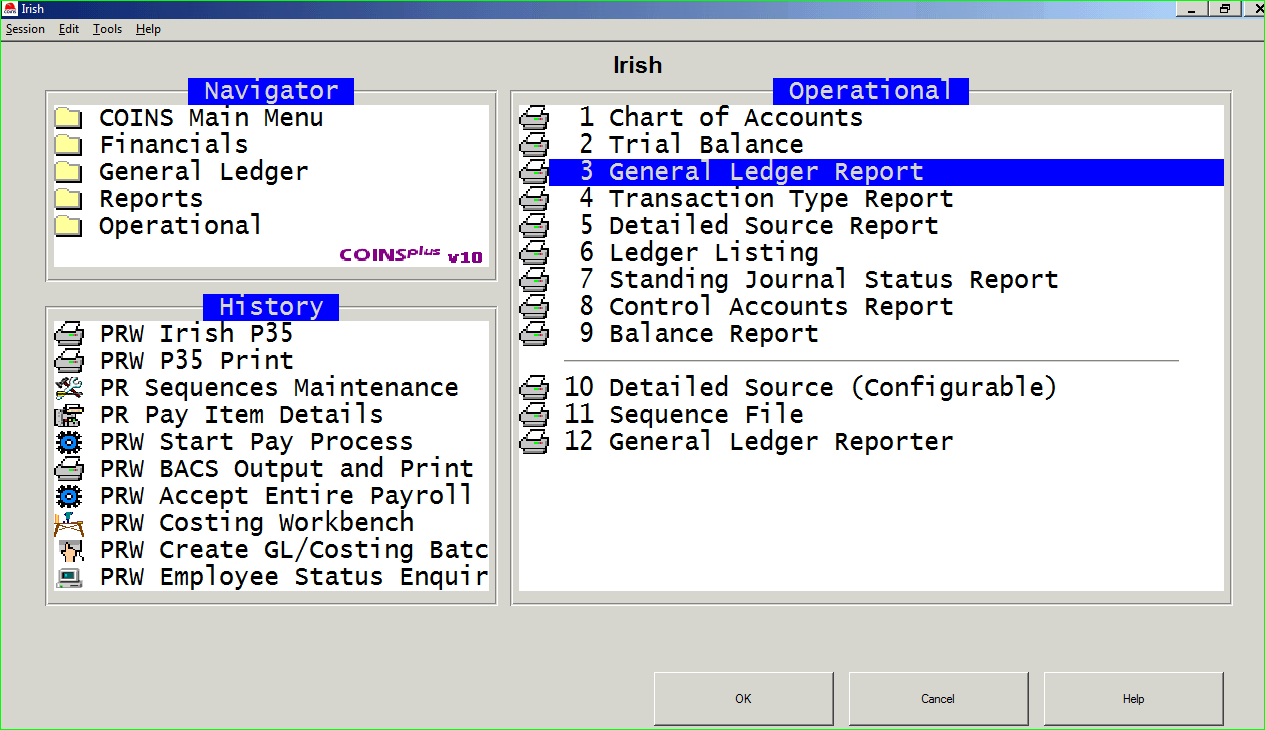 Irish
Session Edit Tools Help
Irish
Navigator
COINS Main Menu
Financials
General Ledger
Reports
Operational
COINSplus v10
History
PRW Irish P35
PRW P35 Print
PR Sequences Maintenance
PR Pay Item Details
PRW Start Pay Process
PRW BACS Output and Print
PRW Accept Entire Payroll
PRW Costing Workbench
PRW Create GL/Costing Batc
PRW Employee Status Enquir
Operational
1 Chart of Accounts
2 Trial Balance
3 General Ledger Report
4 Transaction Type Report
5 Detailed Source Report
6 Ledger Listing
7 Standing Journal Status Report
8 Control Accounts Report
9 Balance Report
10 Detailed Source (Configurable)
11 Sequence File
12 General Ledger Reporter
OK Cancel Help